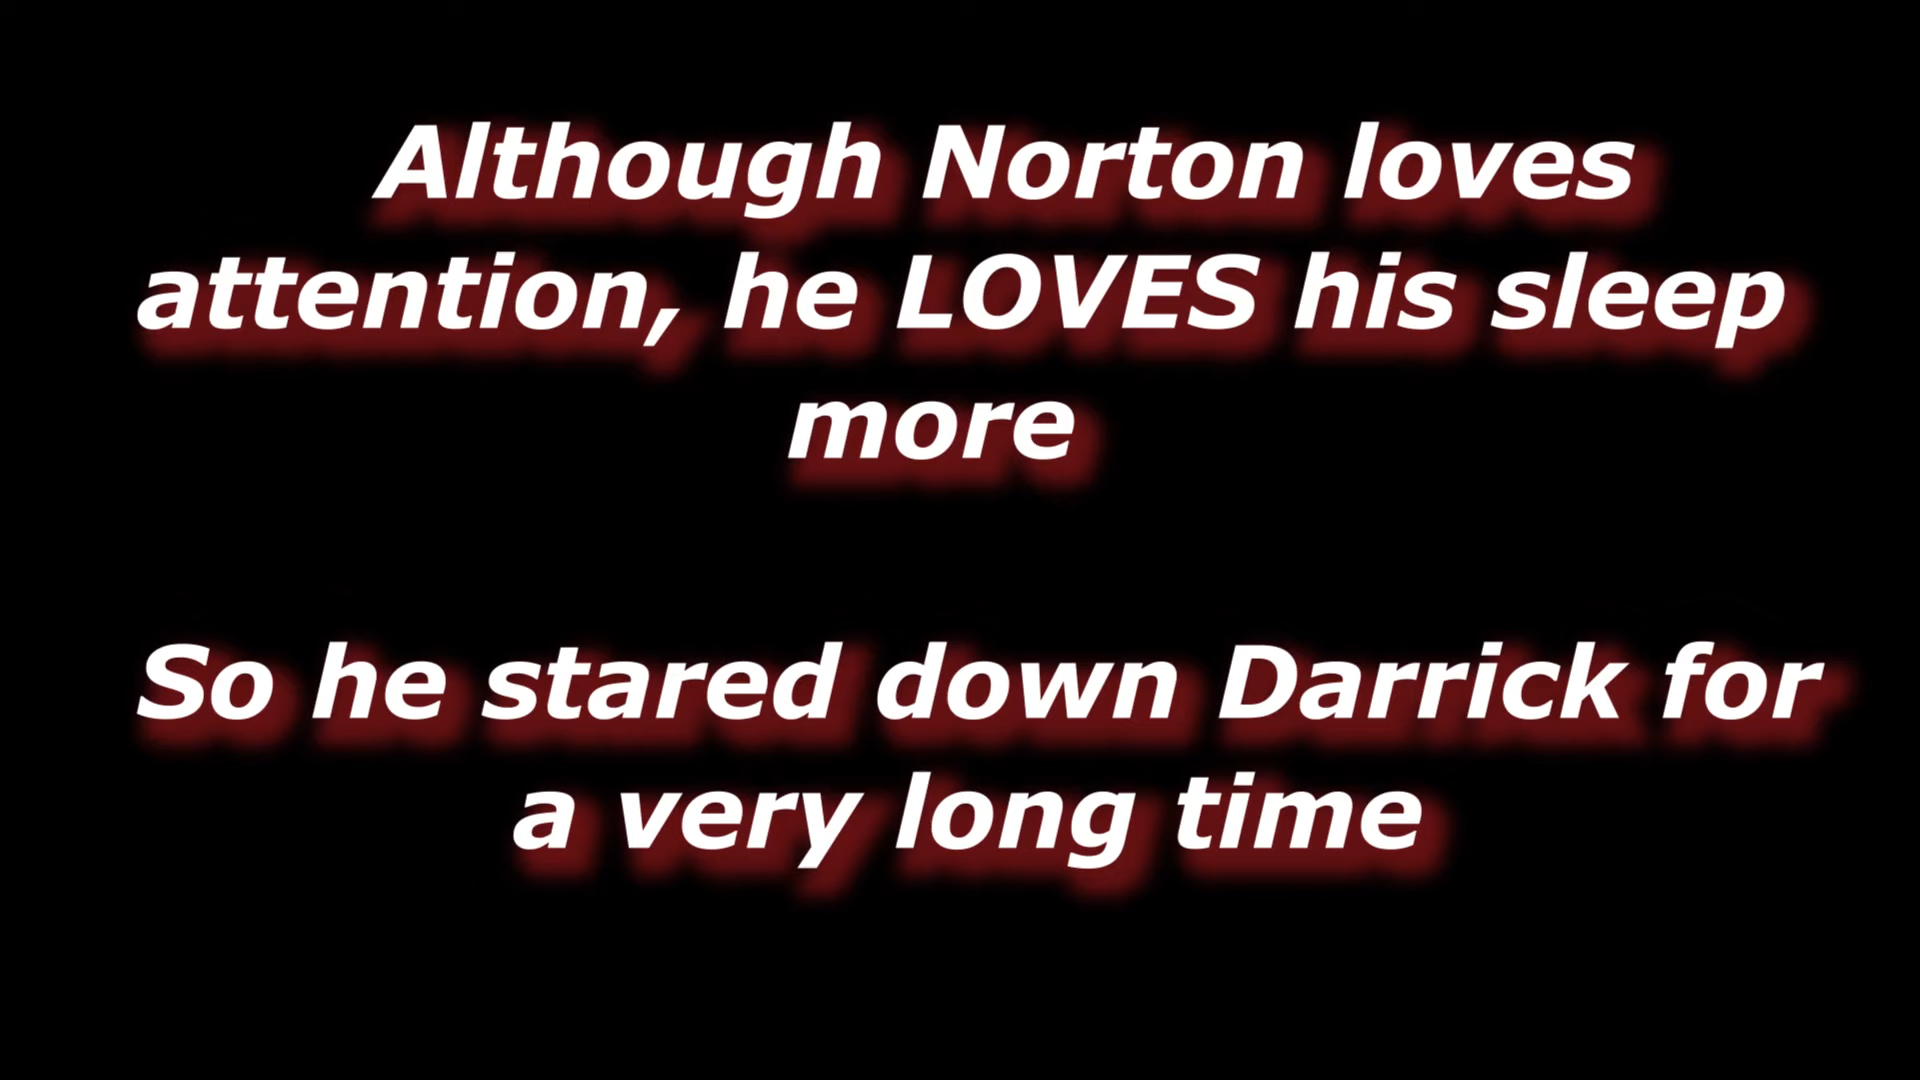 Although Norton loves
attention, he LOVES his sleep
more
So he stared down Darrick for
a very long time